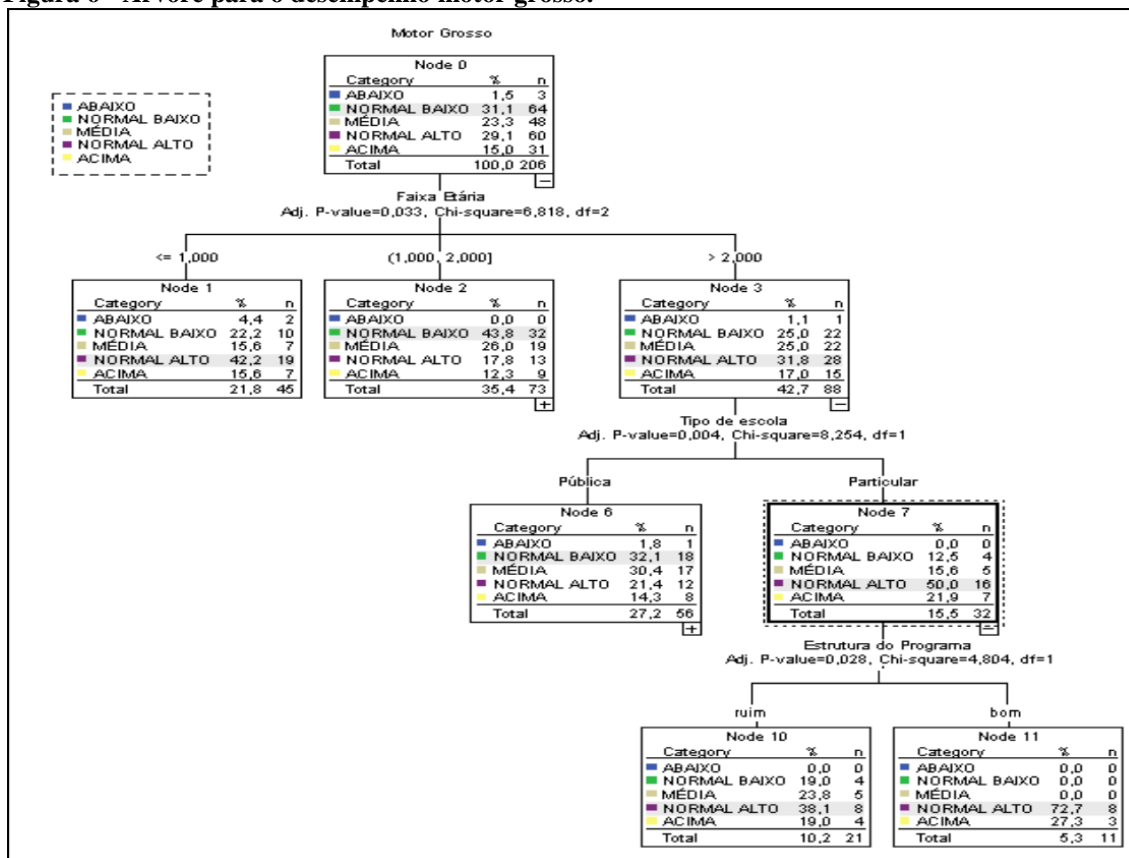 Figura 6 - Árvore para o desempenho motor grosso.
Motor Grosso
ABAIXO
NORMAL BAIXO
MÉDIA
NORMAL ALTO
ACIMA
Node 0
Category % n
ABAIXO 1,5 3
NORMAL BAIXO 31,1 64
MÉDIA 23,3 48
NORMAL ALTO 29,1 60
ACIMA 15,0 31
Total 100,0 206
Faixa Etária
Adj. P-value=0,033, Chi-square=6,818, df=2
<= 1,000
(1,000, 2,000]
> 2,000
Node 1
Category % n
ABAIXO 4,4 2
NORMAL BAIXO 22,2 10
MÉDIA 15,6 7
NORMAL ALTO 42,2 19
ACIMA 15,6 7
Total 21,8 45
Node 2
Category % n
ABAIXO 0,0 0
NORMAL BAIXO 43,8 32
MÉDIA 26,0 19
NORMAL ALTO 17,8 13
ACIMA 12,3 9
Total 35,4 73
Node 3
Category % n
ABAIXO 1,1 1
NORMAL BAIXO 25,0 22
MÉDIA 25,0 22
NORMAL ALTO 31,8 28
ACIMA 17,0 15
Total 42,7 88
Tipo de escola
Adj. P-value=0,004, Chi-square=8,254, df=1
Pública
Particular
Node 6
Category % n
ABAIXO 1,8 1
NORMAL BAIXO 32,1 18
MÉDIA 30,4 17
NORMAL ALTO 21,4 12
ACIMA 14,3 8
Total 27,2 56
Node 7
Category % n
ABAIXO 0,0 0
NORMAL BAIXO 12,5 4
MÉDIA 15,6 5
NORMAL ALTO 50,0 16
ACIMA 21,9 7
Total 15,5 32
Estrutura do Programa
Adj. P-value=0,028, Chi-square=4,804, df=1
ruim
bom
Node 10
Category % n
ABAIXO 0,0 0
NORMAL BAIXO 19,0 4
MÉDIA 23,8 5
NORMAL ALTO 38,1 8
ACIMA 19,0 4
Total 10,2 21
Node 11
Category % n
ABAIXO 0,0 0
NORMAL BAIXO 0,0 0
MÉDIA 0,0 0
NORMAL ALTO 72,7 8
ACIMA 27,3 3
Total 5,3 11